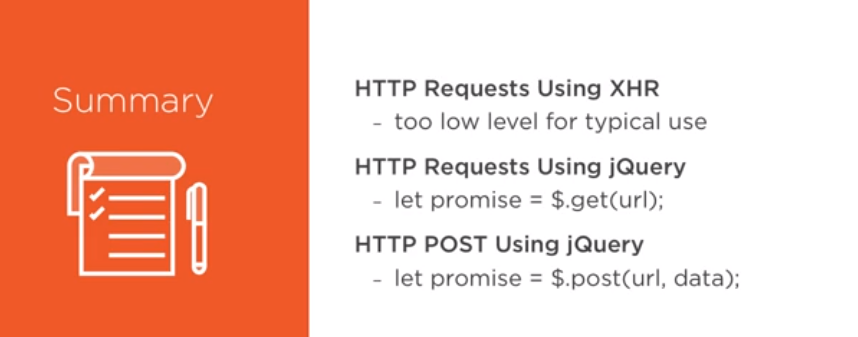 Summary
HTTP Requests Using XHR
- too low level for typical use
HTTP Requests Using jQuery
- let promise = $.get(url);
HTTP POST Using jQuery
- let promise = $.post(url, data);